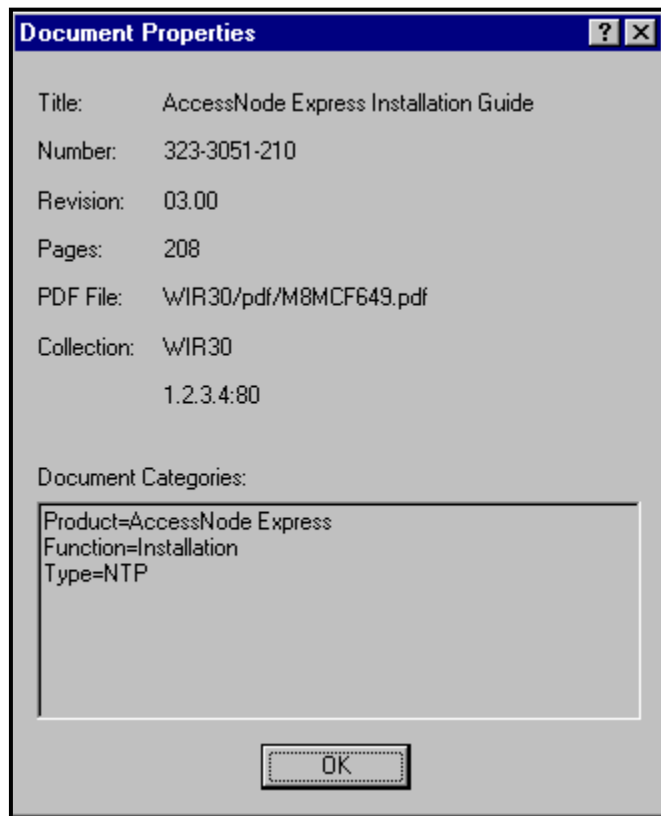 Document Properties
Title: AccessNode Express Installation Guide
Number: 323-3051-210
Revision: 03.00
Pages: 208
PDF File: WIR30/pdf/M8MCF649.pdf
Collection: WIR30
1.2.3.4:80
Document Categories:
Product=AccessNode Express
Function=Installation
Type=NTP
OK